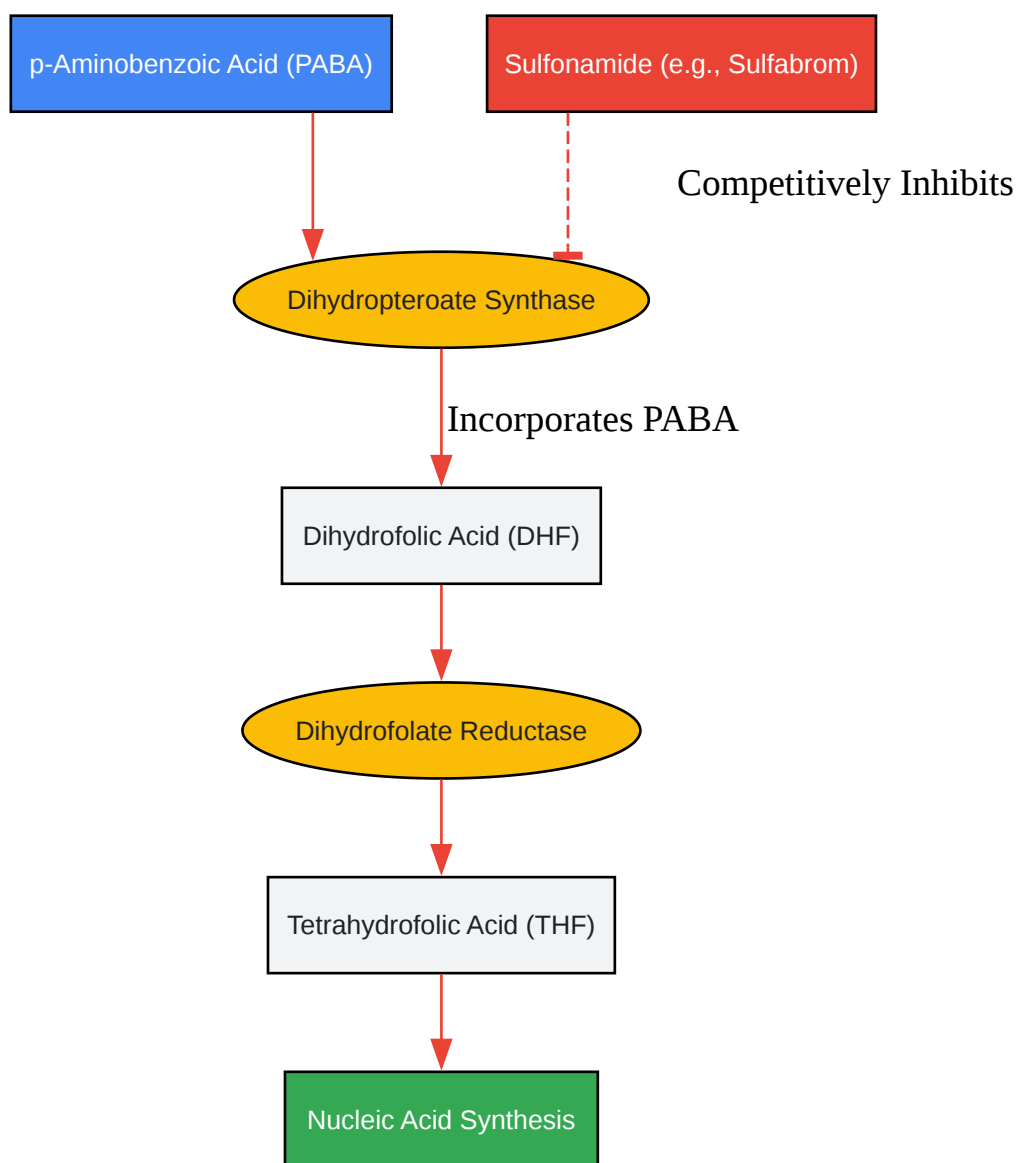 p-Aminobenzoic Acid (PABA)
Sulfonamide (e.g., Sulfabrom)
Competitively Inhibits
Dihydropteroate Synthase
Incorporates PABA
Dihydrofolic Acid (DHF)
Dihydrofolate Reductase
Tetrahydrofolic Acid (THF)
Nucleic Acid Synthesis